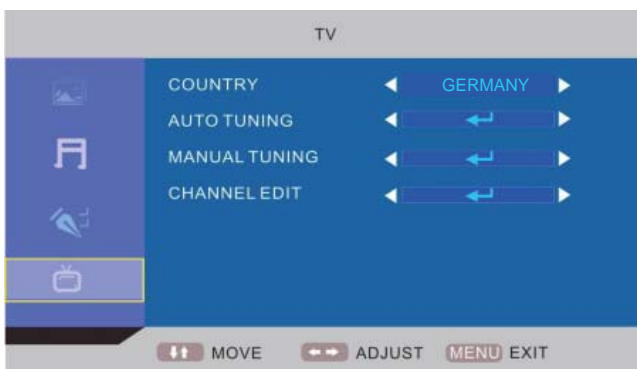 TV
COUNTRY GERMANY
AUTO TUNING
MANUAL TUNING
CHANNEL EDIT
MOVE ADJUST MENU EXIT